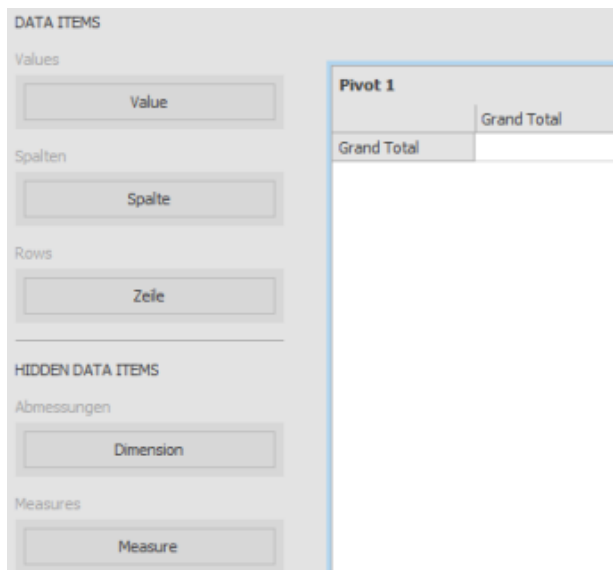 DATA ITEMS
Values
Value
Spalten
Spalte
Rows
Zeile
HIDDEN DATA ITEMS
Abmessungen
Dimension
Measures
Measure
Pivot 1
Grand Total
Grand Total